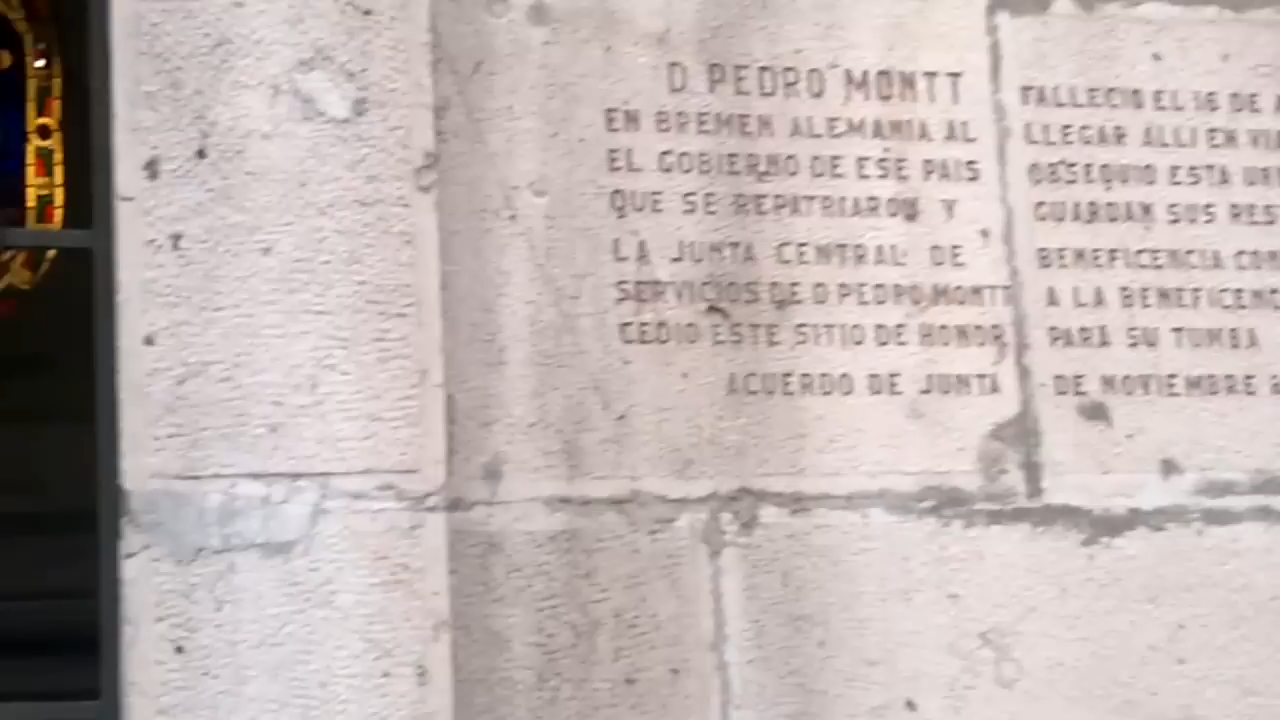 D. PEDRO MONTT FALLECIO EL 16 DE
EN BREMEN ALEMANIA AL LLEGAR ALLI EN
EL GOBIERNO DE ESE PAIS OBSEQUIO ESTA
QUE SE REPATRIARON Y GUARDAN SUS
LA JUNTA CENTRAL DE BENEFICENCIA
SERVICIOS DE D PEDRO MONTT A LA
CEDIO ESTE SITIO DE HONOR PARA SU TUMBA
ACUERDO DE JUNTA - DE NOVIEMBRE